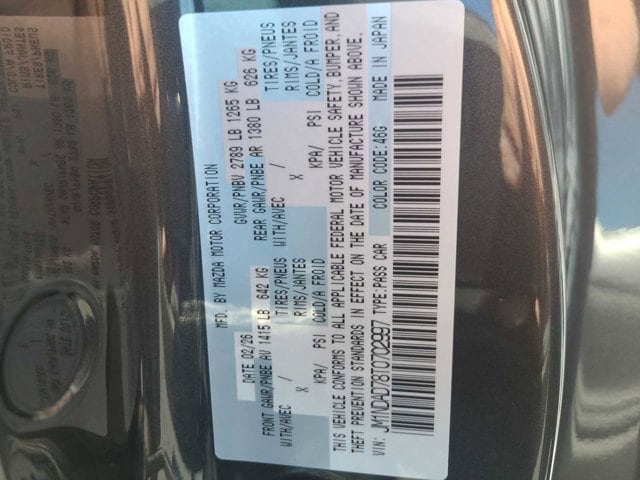 MFD. BY MAZDA MOTOR CORPORATION
DATE 02/26 GVWR/PNBV 2789 LB 1265 KG
FRONT GAWR/PNBE AV 1415 LB 642 KG REAR GAWR/PNBE AR 1380 LB 626 KG
WITH/AVEC TIRES/PNEUS WITH/AVEC TIRES/PNEUS
X RIMS/JANTES X RIMS/JANTES
KPA/ PSI COLD/A FROID KPA/ PSI COLD/A FROID
THIS VEHICLE CONFORMS TO ALL APPLICABLE FEDERAL MOTOR VEHICLE SAFETY, BUMPER, AND
THEFT PREVENTION STANDARDS IN EFFECT ON THE DATE OF MANUFACTURE SHOWN ABOVE.
VIN: JM1NDAD78T0702997 TYPE:PASS CAR COLOR CODE:46G MADE IN JAPAN